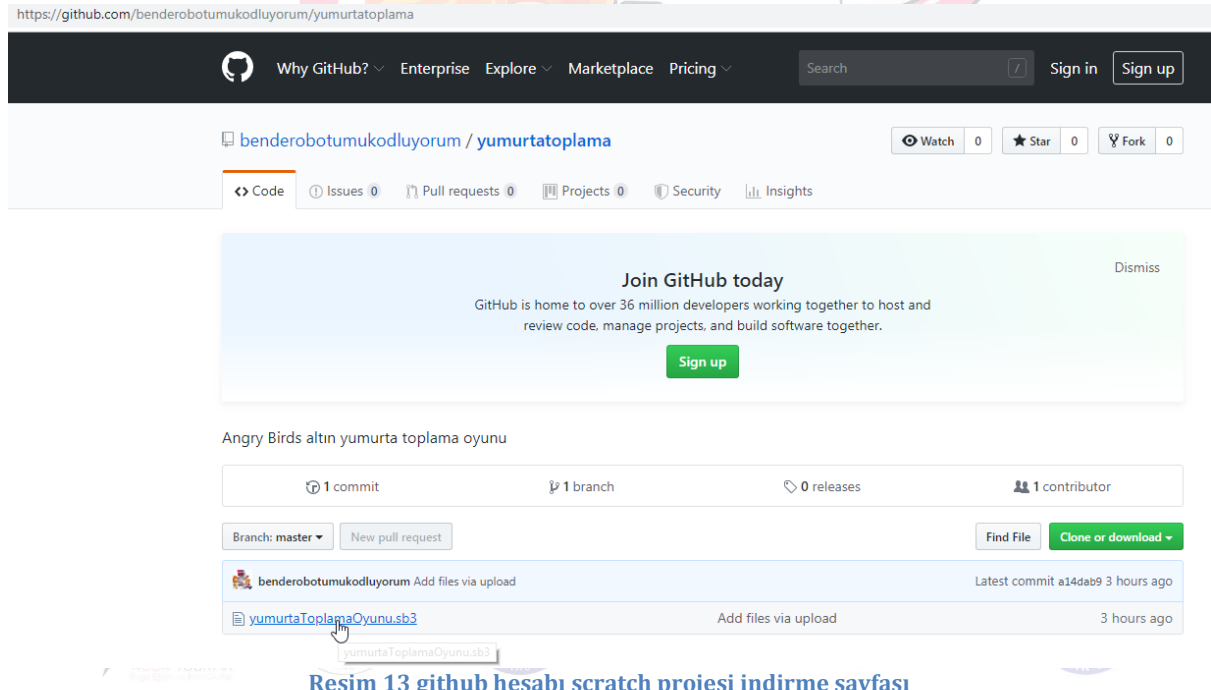 https://github.com/benderobotumukodluyorum/yumurtatoplama
Why GitHub? Enterprise Explore Marketplace Pricing Search / Sign in Sign up
benderobotumukodluyorum / yumurtatoplama Watch 0 Star 0 Fork 0
Code Issues 0 Pull requests 0 Projects 0 Security Insights
Dismiss
Join GitHub today
GitHub is home to over 36 million developers working together to host and
review code, manage projects, and build software together.
Sign up
Angry Birds altın yumurta toplama oyunu
1 commit 1 branch 0 releases 1 contributor
Branch: master New pull request Find File Clone or download
benderobotumukodluyorum Add files via upload Latest commit a14dab9 3 hours ago
yumurtaToplamaOyunu.sb3 Add files via upload 3 hours ago
yumurtaToplamaOyunu.sb3
Resim 13 github hesabı scratch projesi indirme sayfası